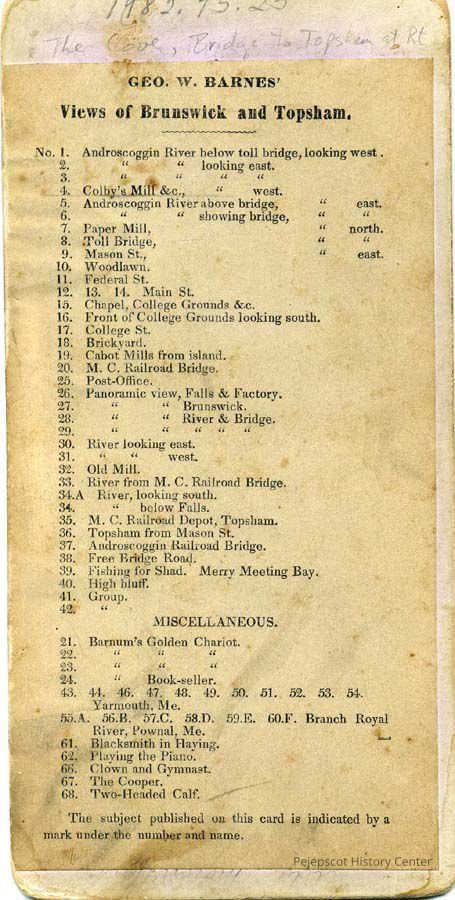 1982.75.25
The Cove, Bridge to Topsham at Rt
GEO. W. BARNES'
Views of Brunswick and Topsham.
No. 1. Androscoggin River below toll bridge, looking west.
2. " " looking east.
3. " " " "
4. Colby's Mill &c., " west.
5. Androscoggin River above bridge, " east.
6. " " showing bridge, " "
7. Paper Mill, " north.
8. Toll Bridge, " "
9. Mason St., " east.
10. Woodlawn.
11. Federal St.
12. 13. 14. Main St.
15. Chapel, College Grounds &c.
16. Front of College Grounds looking south.
17. College St.
18. Brickyard.
19. Cabot Mills from island.
20. M. C. Railroad Bridge.
25. Post-Office.
26. Panoramic view, Falls & Factory.
27. " " Brunswick.
28. " " River & Bridge.
29. " " " " "
30. River looking east.
31. " " west.
32. Old Mill.
33. River from M. C. Railroad Bridge.
34.A River, looking south.
34. " below Falls.
35. M. C. Railroad Depot, Topsham.
36. Topsham from Mason St.
37. Androscoggin Railroad Bridge.
38. Free Bridge Road.
39. Fishing for Shad. Merry Meeting Bay.
40. High bluff.
41. Group.
42. "
MISCELLANEOUS.
21. Barnum's Golden Chariot.
22. " " "
23. " " "
24. " Book-seller.
43. 44. 46. 47. 48. 49. 50. 51. 52. 53. 54.
Yarmouth, Me.
55.A. 56.B. 57.C. 58.D. 59.E. 60.F. Branch Royal
River, Pownal, Me.
61. Blacksmith in Haying.
62. Playing the Piano.
66. Clown and Gymnast.
67. The Cooper.
68. Two-Headed Calf.
The subject published on this card is indicated by a
mark under the number and name.
Pejepscot History Center